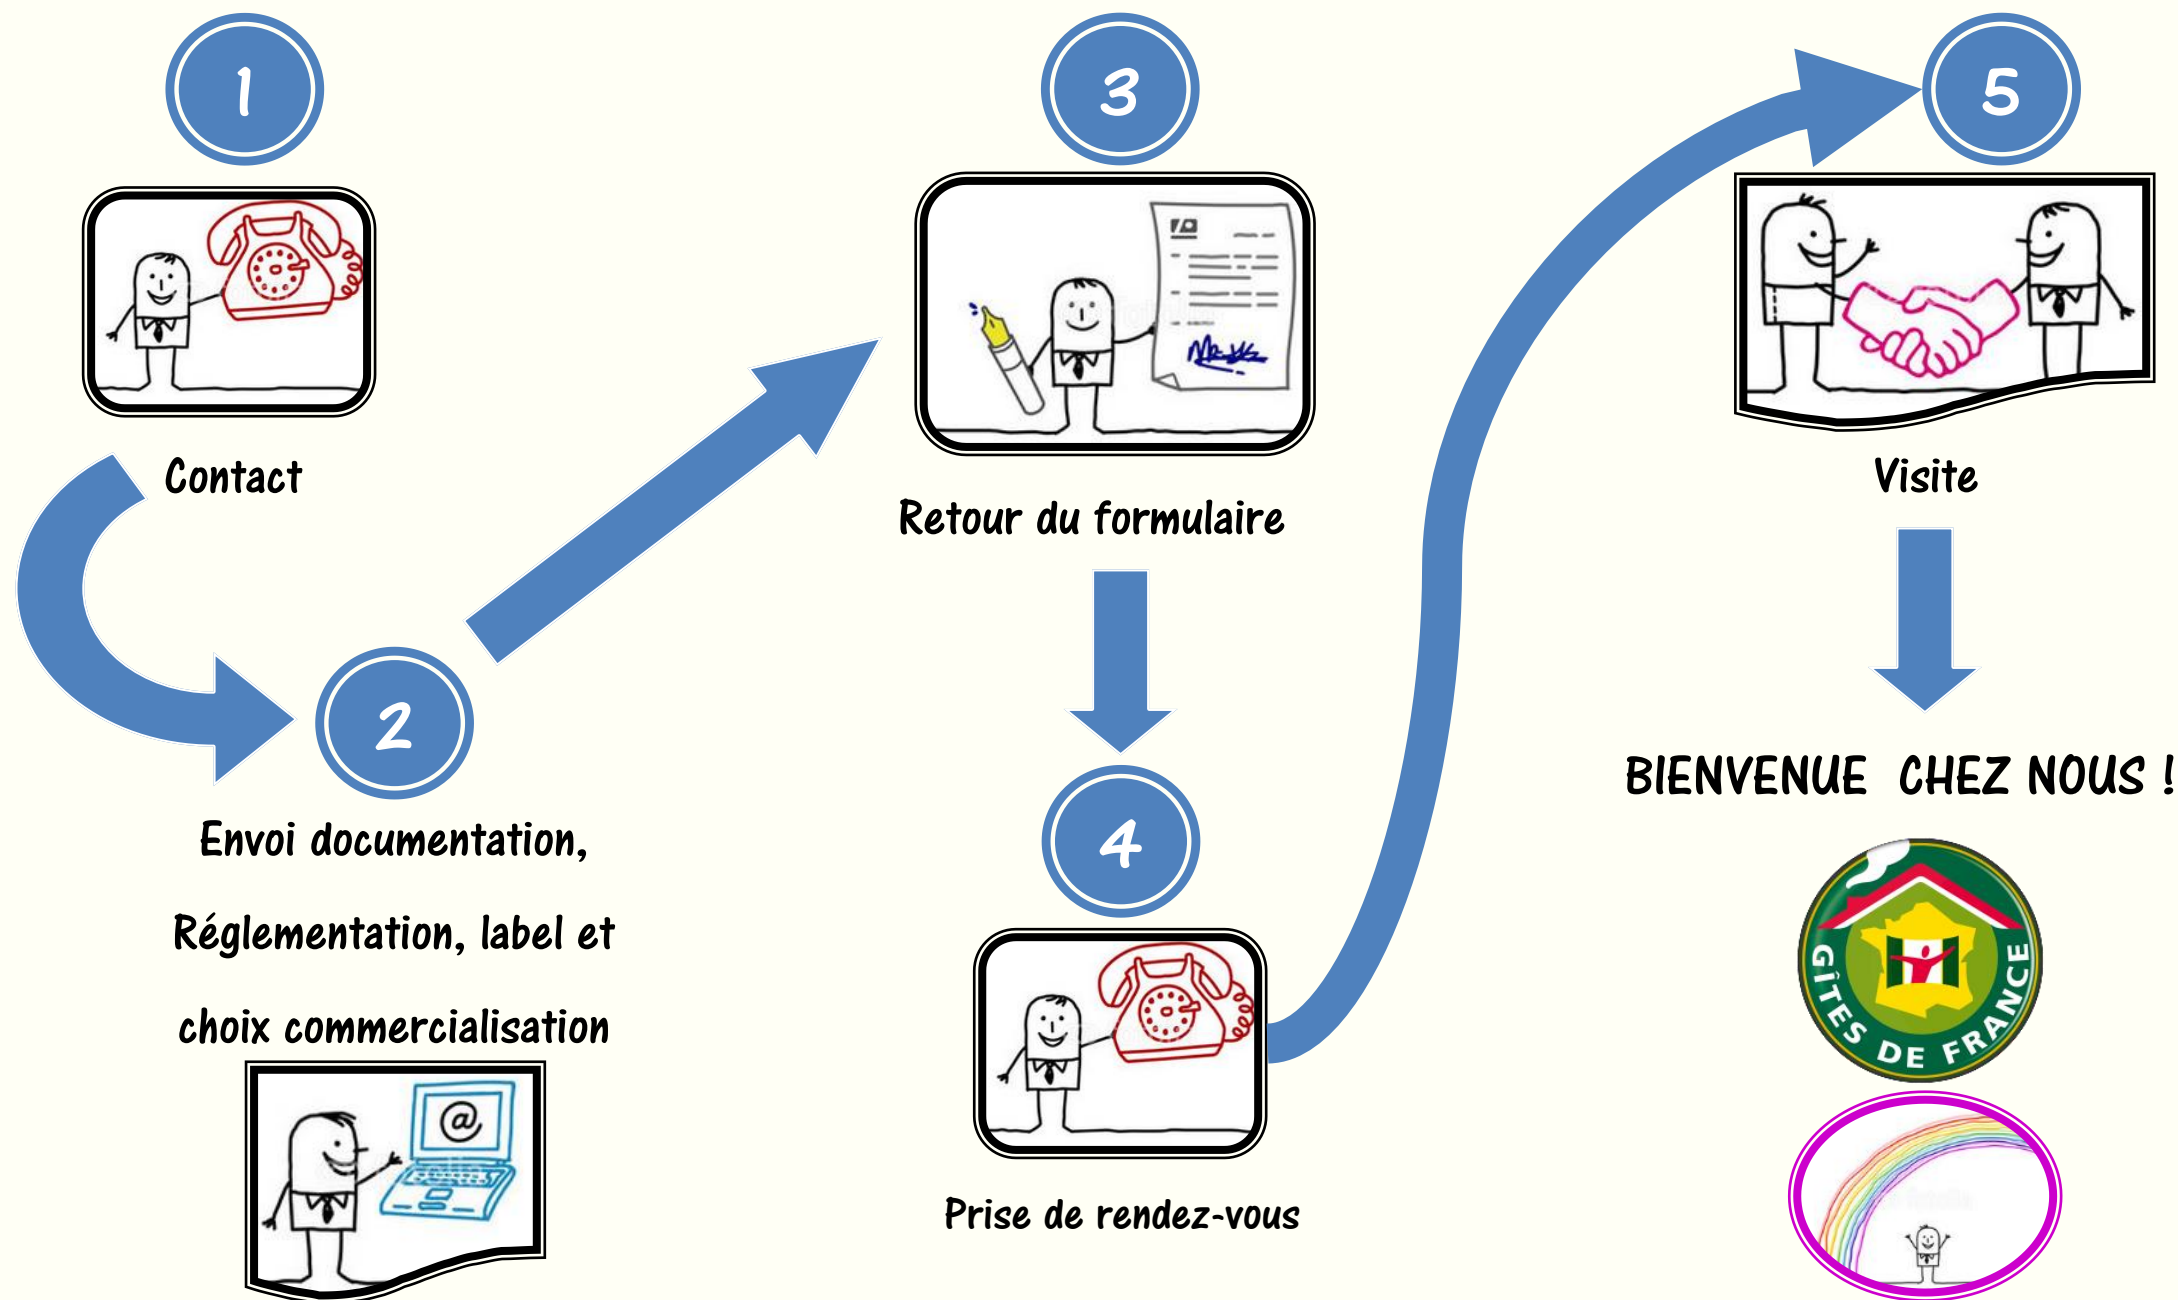 1
Contact
2
Envoi documentation,
Réglementation, label et
choix commercialisation
@
3
Retour du formulaire
4
Prise de rendez-vous
5
Visite
BIENVENUE CHEZ NOUS !
GÎTES DE FRANCE